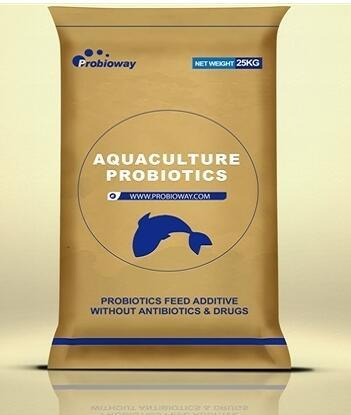 Probioway
NET WEIGHT 25KG
AQUACULTURE
PROBIOTICS
WWW.PROBIOWAY.COM
PROBIOTICS FEED ADDITIVE
WITHOUT ANTIBIOTICS & DRUGS